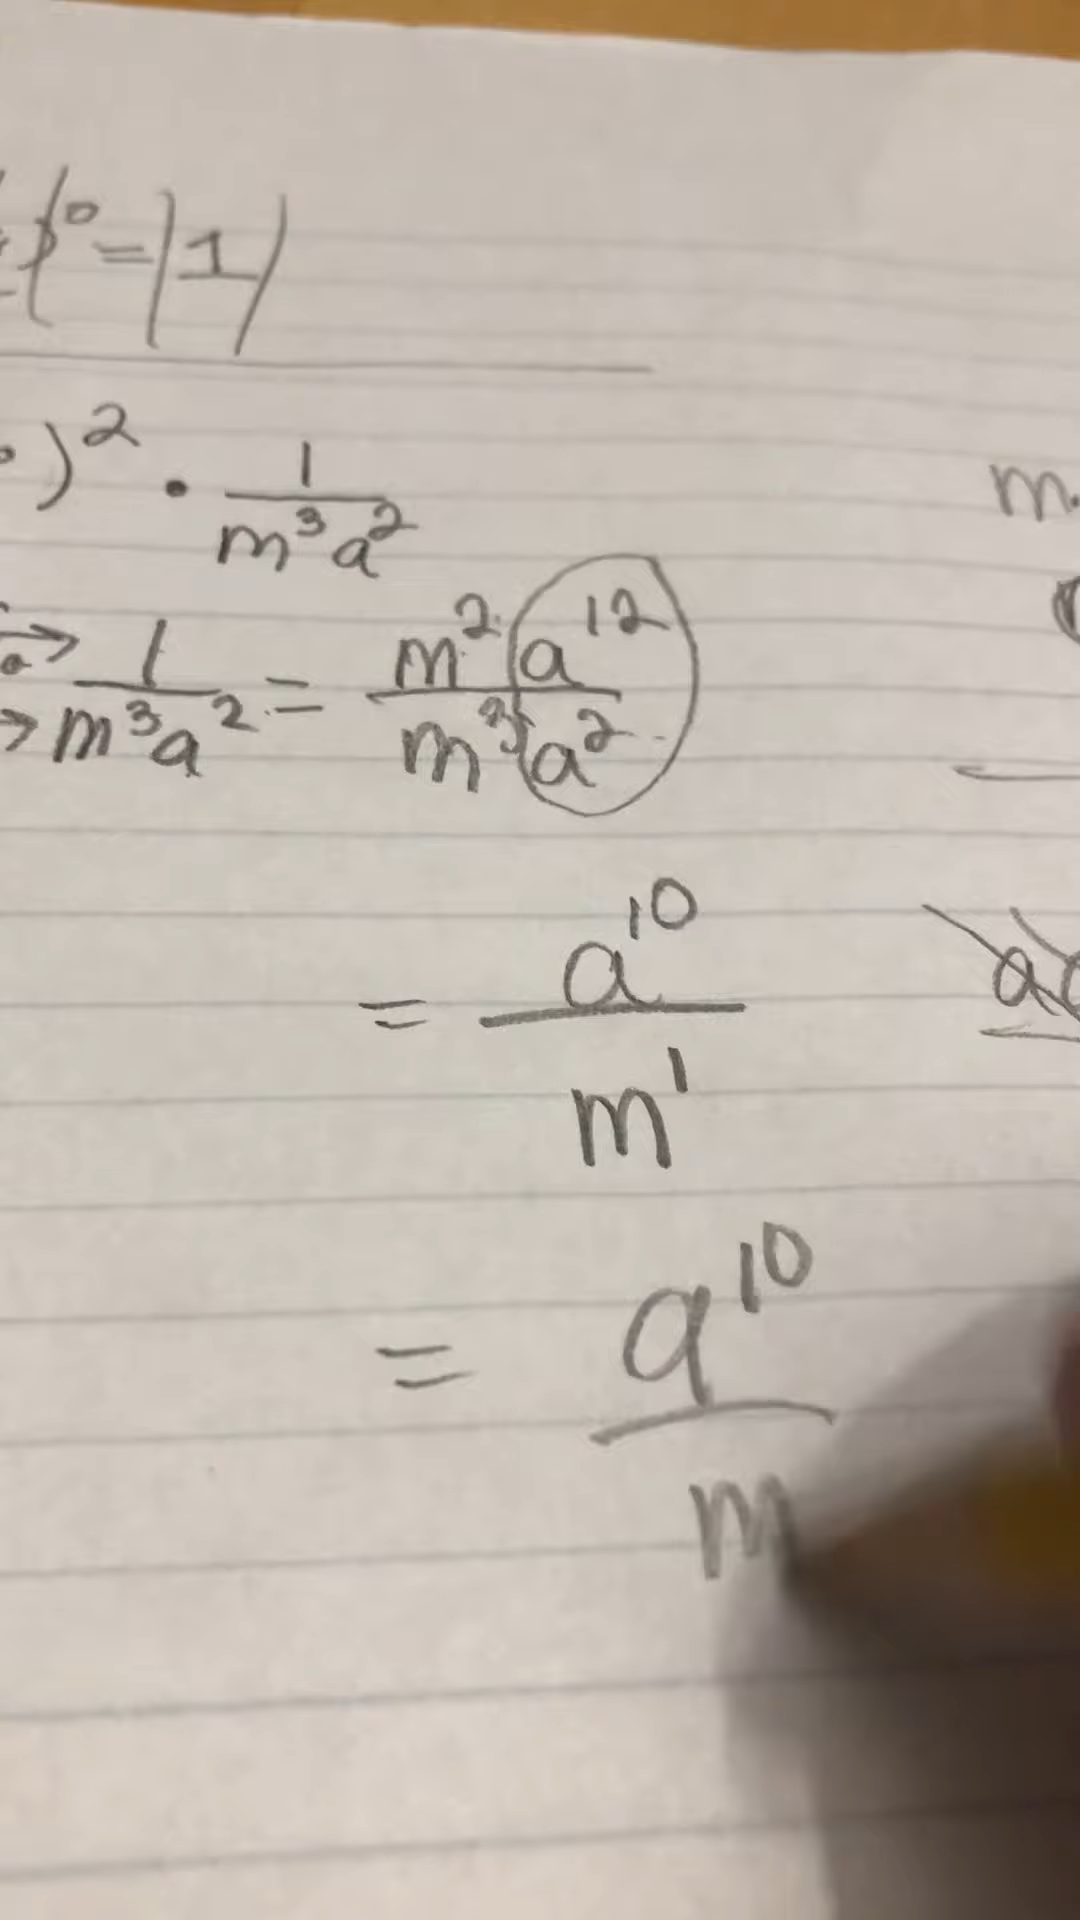 )⁰ = |1|
)² · 1/(m³a²)
→ 1/(m³a²) = (m²a¹²)/(m³a²)
m
= a¹⁰/m¹
a
= a¹⁰/m